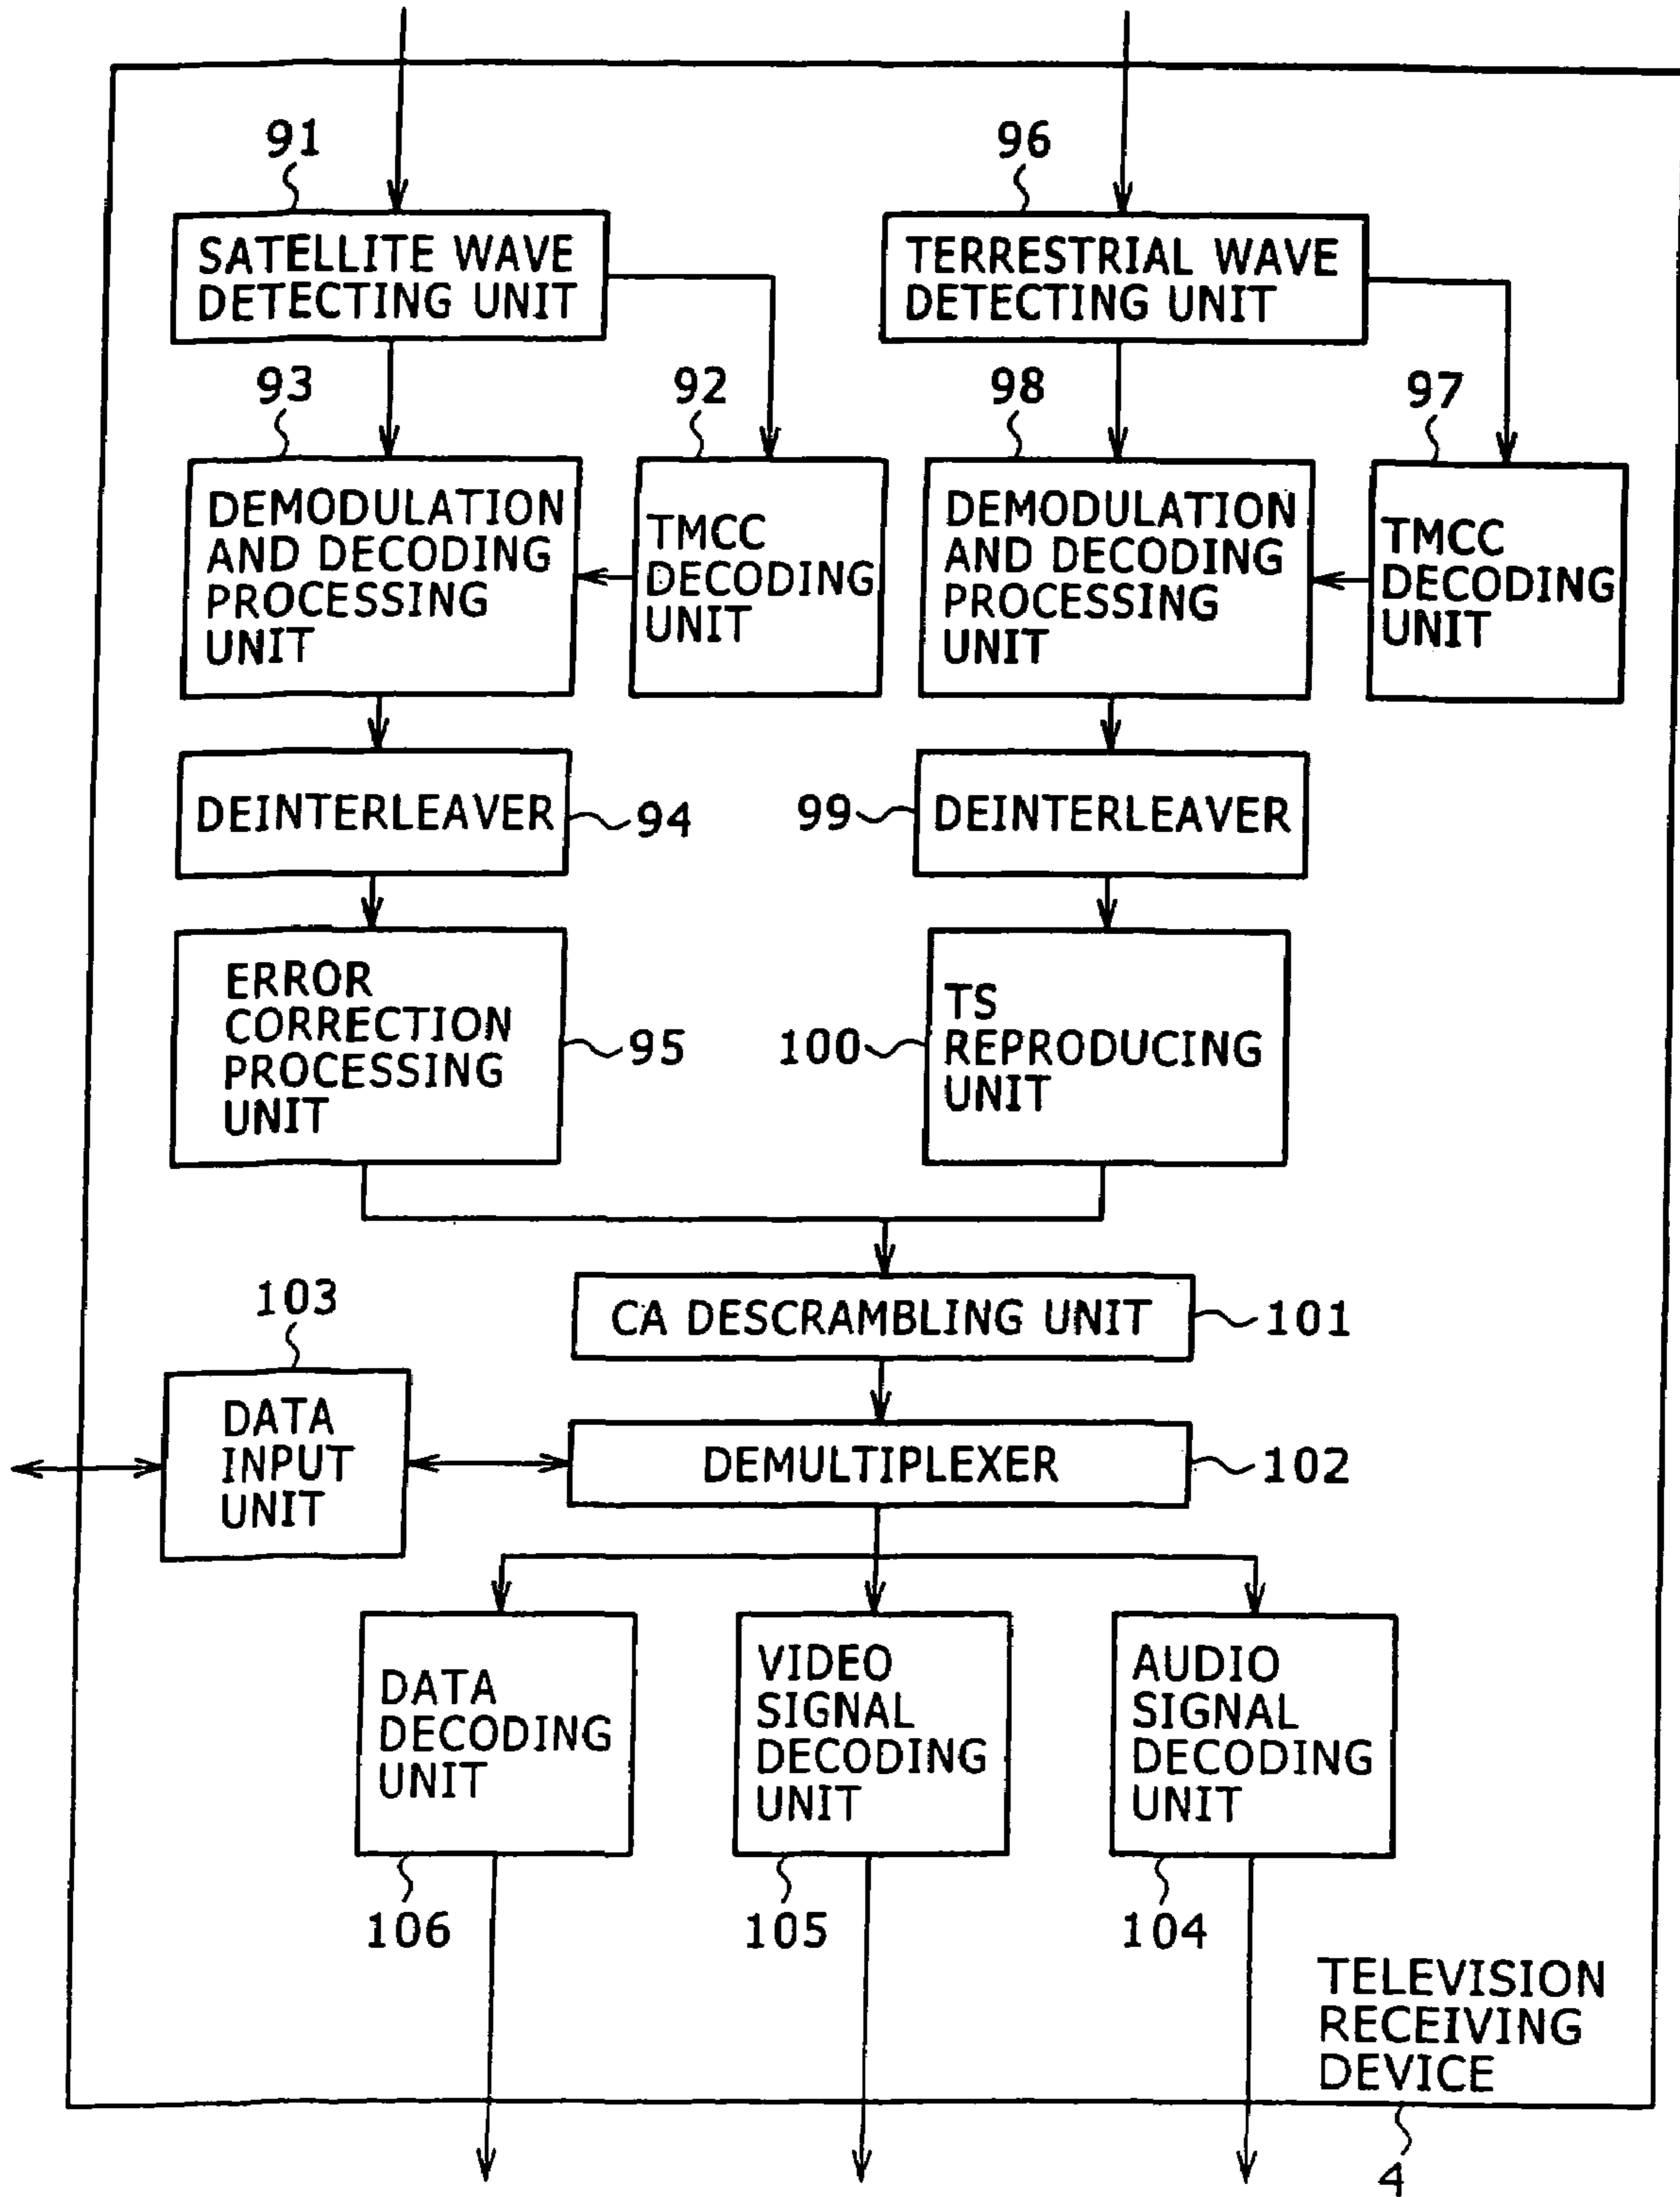 91
96
SATELLITE WAVE
DETECTING UNIT
TERRESTRIAL WAVE
DETECTING UNIT
93
92
98
97
DEMODULATION
AND DECODING
PROCESSING
UNIT
TMCC
DECODING
UNIT
DEMODULATION
AND DECODING
PROCESSING
UNIT
TMCC
DECODING
UNIT
DEINTERLEAVER
94
99
DEINTERLEAVER
ERROR
CORRECTION
PROCESSING
UNIT
95
100
TS
REPRODUCING
UNIT
CA DESCRAMBLING UNIT
101
103
DATA
INPUT
UNIT
DEMULTIPLEXER
102
DATA
DECODING
UNIT
VIDEO
SIGNAL
DECODING
UNIT
AUDIO
SIGNAL
DECODING
UNIT
106
105
104
TELEVISION
RECEIVING
DEVICE
4